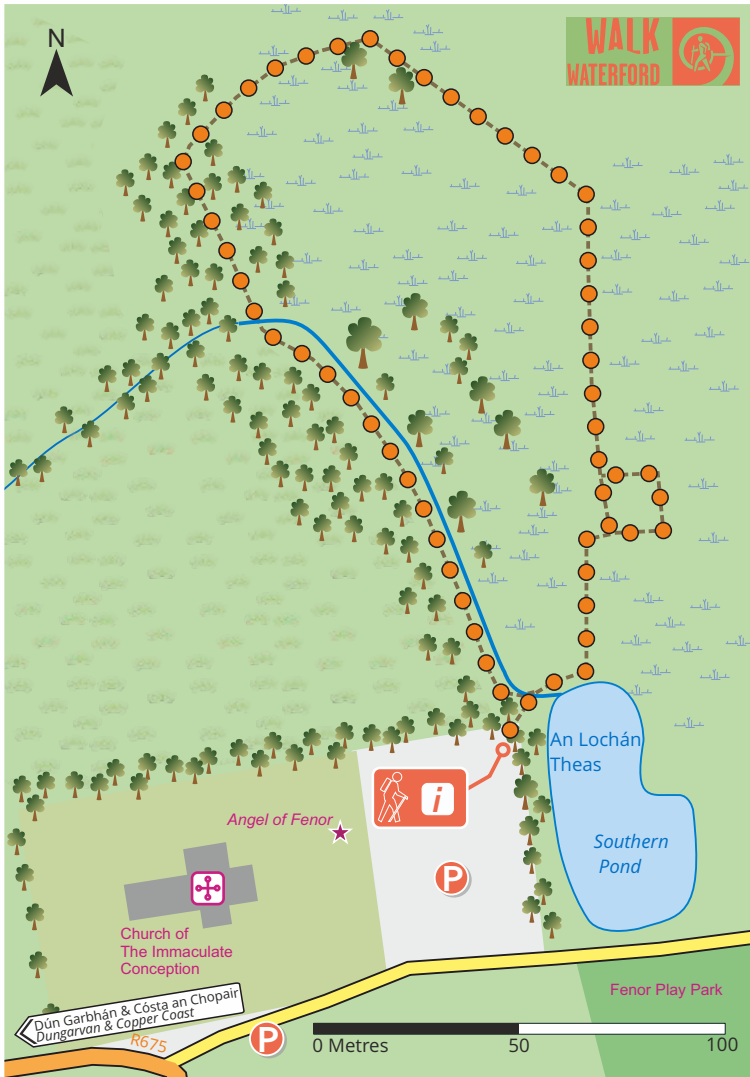 N
WALK
WATERFORD
An Lochán
Theas
i
Angel of Fenor
Southern
Pond
P
Church of
The Immaculate
Conception
Fenor Play Park
Dún Garbhán & Cósta an Chopair
Dungarvan & Copper Coast
R675
P
0 Metres 50 100